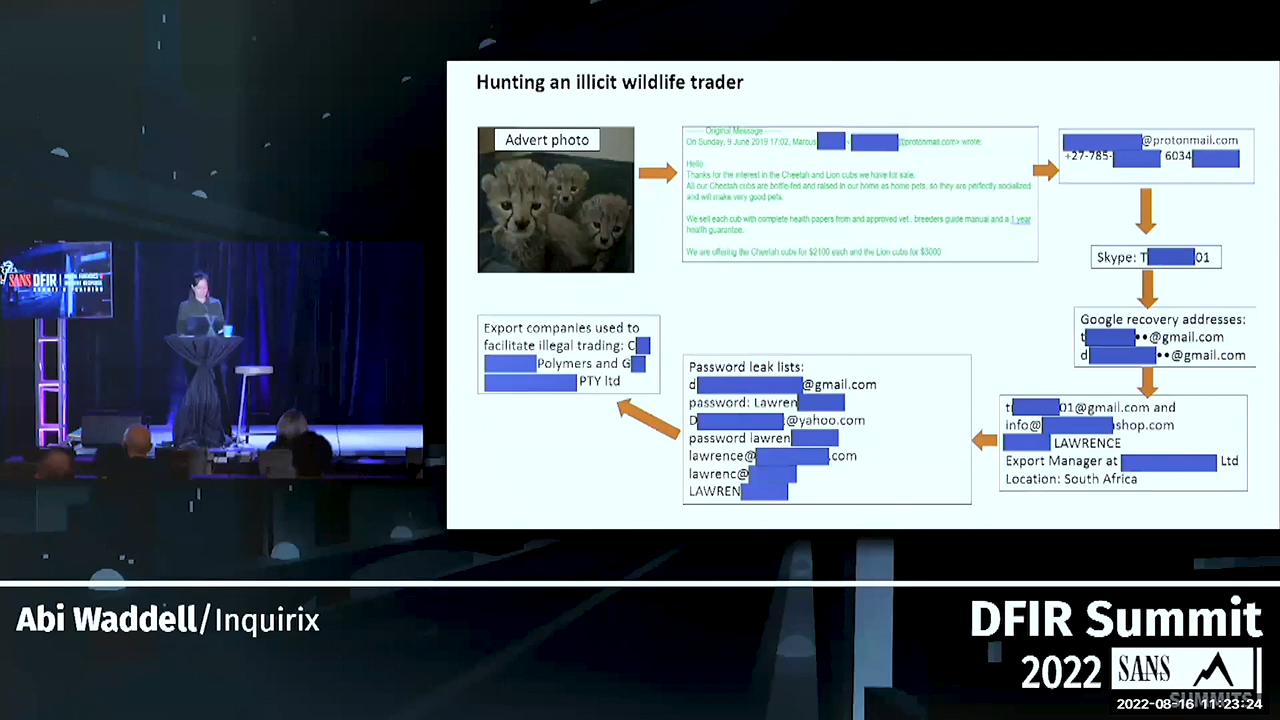 Hunting an illicit wildlife trader
Advert photo
Original Message
On Sunday, 9 June 2019 17:02, Marcus @protonmail.com> wrote:
Hello
Thanks for the interest in the Cheetah and Lion cubs we have for sale.
All our Cheetah cubs are bottle-fed and raised in our home as home pets, so they are perfectly socialized
and will make very good pets.
We sell each cub with complete health papers from and approved vet , breeders guide manual and a 1 year
health guarantee.
We are offering the Cheetah cubs for $2100 each and the Lion cubs for $3000
@protonmail.com
+27-785- 6034
Skype: T 01
Google recovery addresses:
t ••@gmail.com
d ••@gmail.com
t 01@gmail.com and
info@ shop.com
LAWRENCE
Export Manager at Ltd
Location: South Africa
Password leak lists:
d @gmail.com
password: Lawren
D @yahoo.com
password lawren
lawrence@ .com
lawrenc@
LAWREN
Export companies used to
facilitate illegal trading: C
Polymers and G
PTY ltd
SANS DFIR
Abi Waddell/Inquirix
DFIR Summit
2022 SANS
SUMMITS
2022-08-16 11:23:24